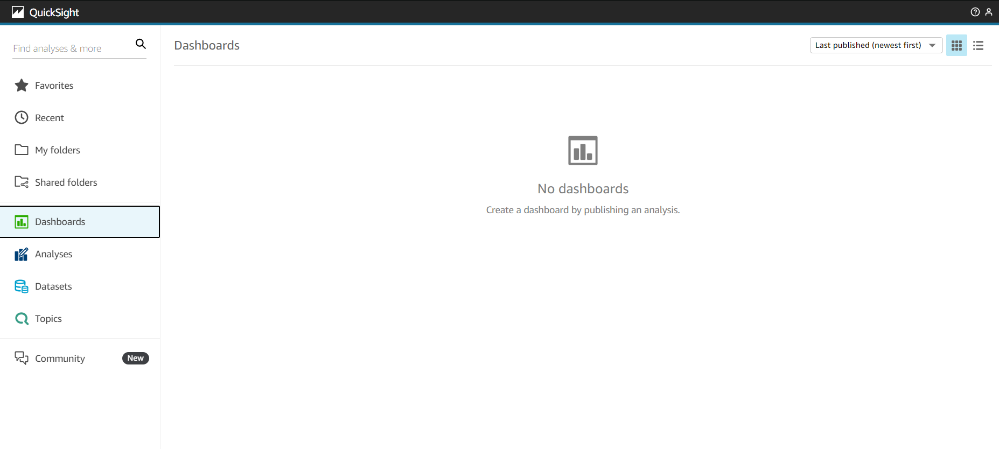 QuickSight
Find analyses & more
Favorites
Recent
My folders
Shared folders
Dashboards
Analyses
Datasets
Topics
Community
New
Dashboards
Last published (newest first)
No dashboards
Create a dashboard by publishing an analysis.